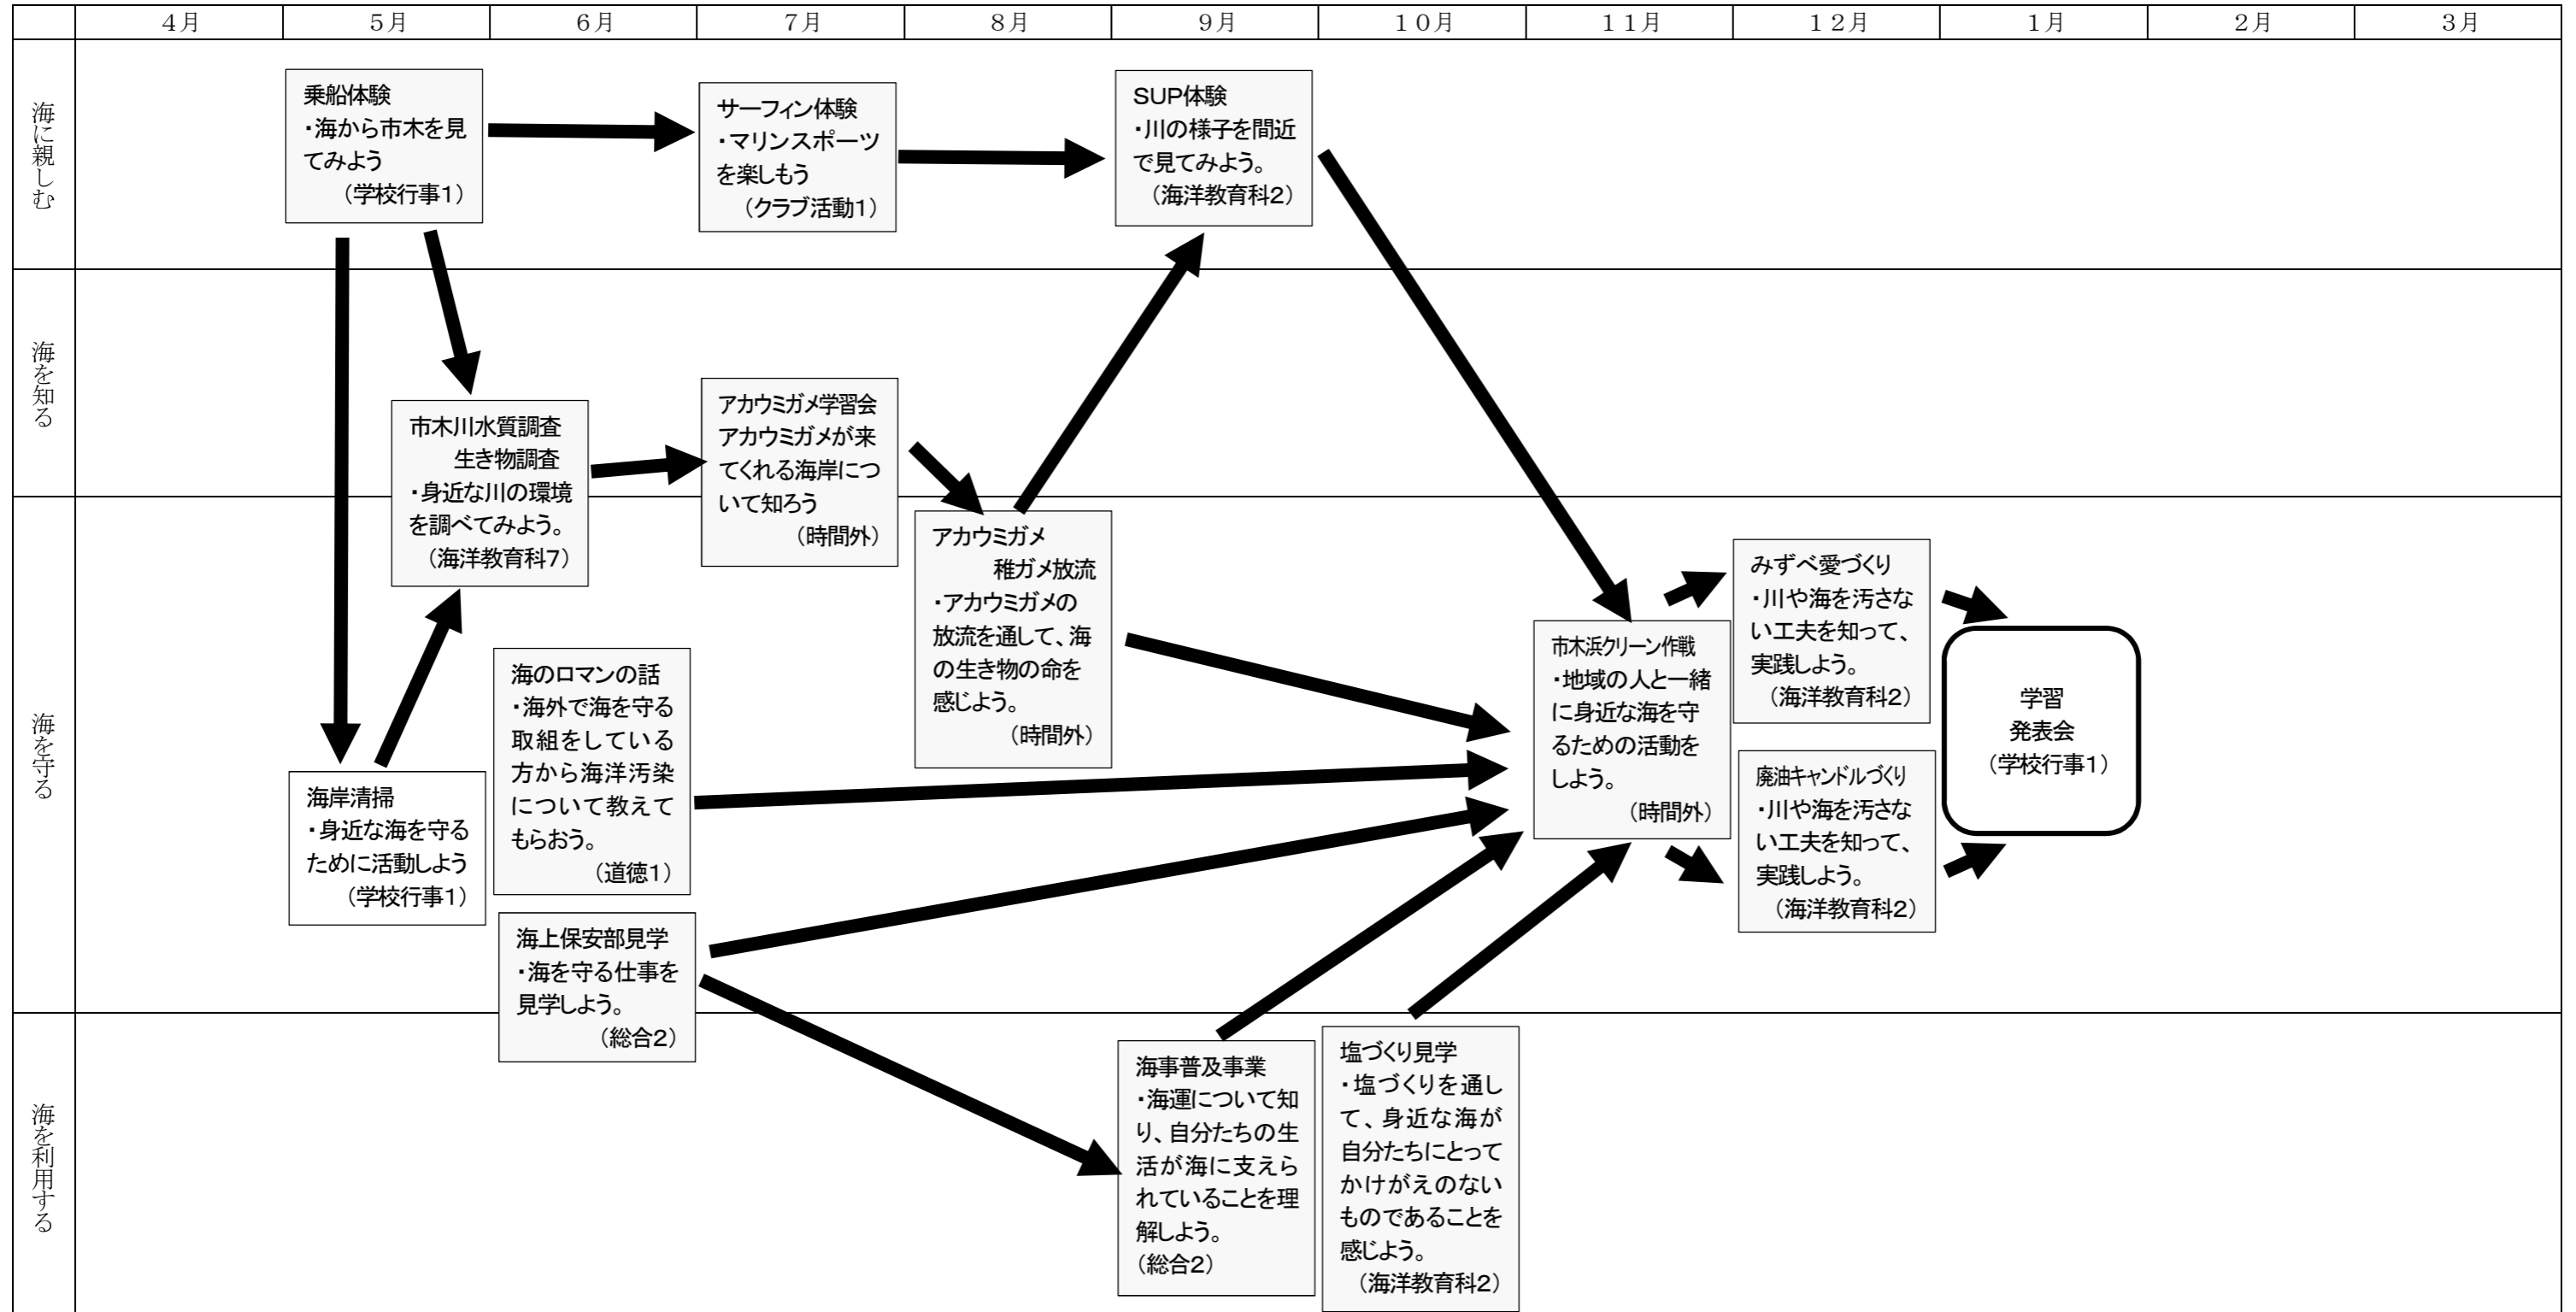 4月
5月
6月
7月
8月
9月
10月
11月
12月
1月
2月
3月
海に親しむ
乗船体験
・海から市木を見
てみよう
（学校行事1）
サーフィン体験
・マリンスポーツ
を楽しもう
（クラブ活動1）
SUP体験
・川の様子を間近
で見てみよう。
（海洋教育科2）
海を知る
市木川水質調査
生き物調査
・身近な川の環境
を調べてみよう。
（海洋教育科7）
アカウミガメ学習会
アカウミガメが来
てくれる海岸につ
いて知ろう
（時間外）
海を守る
アカウミガメ
稚ガメ放流
・アカウミガメの
放流を通して、海
の生き物の命を
感じよう。
（時間外）
海岸清掃
・身近な海を守る
ために活動しよう
（学校行事1）
海のロマンの話
・海外で海を守る
取組をしている
方から海洋汚染
について教えて
もらおう。
（道徳1）
海上保安部見学
・海を守る仕事を
見学しよう。
（総合2）
市木浜クリーン作戦
・地域の人と一緒
に身近な海を守
るための活動を
しよう。
（時間外）
みずべ愛づくり
・川や海を汚さな
い工夫を知って、
実践しよう。
（海洋教育科2）
廃油キャンドルづくり
・川や海を汚さな
い工夫を知って、
実践しよう。
（海洋教育科2）
学習
発表会
（学校行事1）
海を利用する
海事普及事業
・海運について知
り、自分たちの生
活が海に支えら
れていることを理
解しよう。
（総合2）
塩づくり見学
・塩づくりを通し
て、身近な海が
自分たちにとって
かけがえのない
ものであることを
感じよう。
（海洋教育科2）